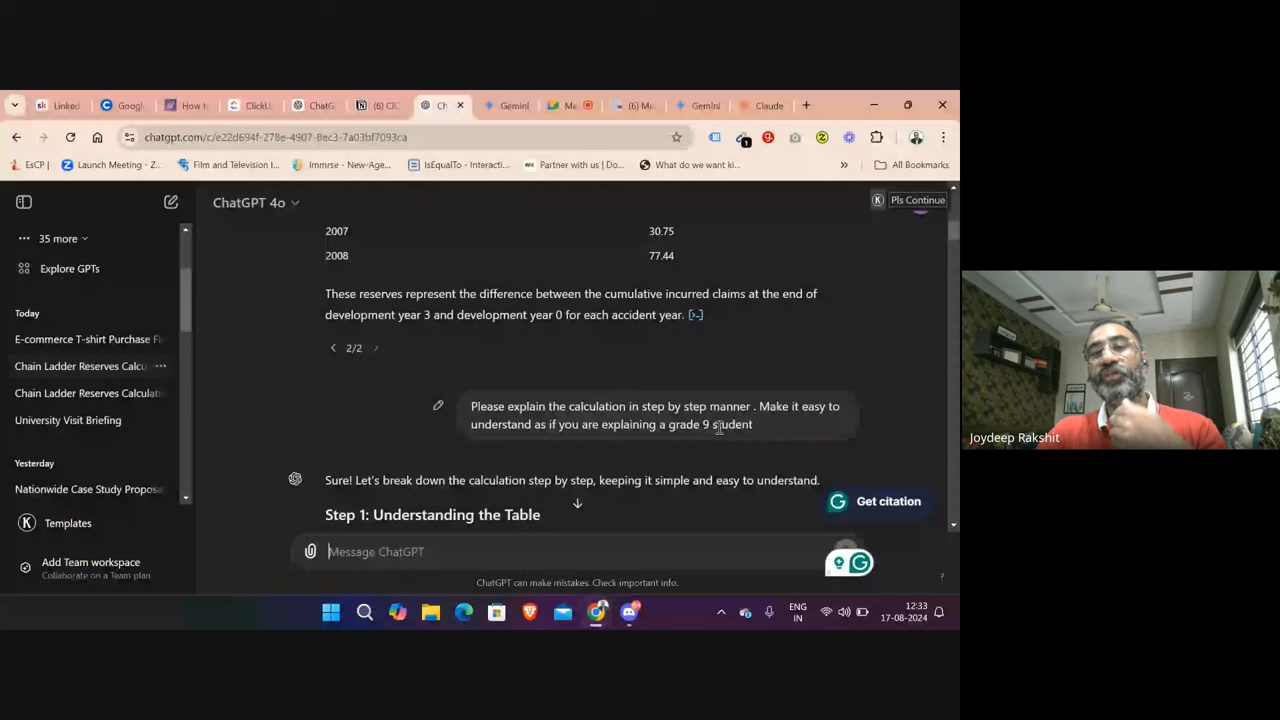 Linked
Googl
How t
ClickU
ChatG
(6) CIC
Ch
Gemini
Me
(6) Me
Gemini
Claude
chatgpt.com/c/e22d694f-278e-4907-8ec3-7a03bf7093ca
EsCP |
Launch Meeting - Z...
Film and Television I...
Immrse - New-Age...
IsEqualTo - Interacti...
Partner with us | Do...
What do we want ki...
»
All Bookmarks
ChatGPT 4o
K Pls Continue
35 more
Explore GPTs
Today
E-commerce T-shirt Purchase Fl
Chain Ladder Reserves Calcu
Chain Ladder Reserves Calculati
University Visit Briefing
Yesterday
Nationwide Case Study Proposa
Templates
Add Team workspace
Collaborate on a Team plan
2007 30.75
2008 77.44
These reserves represent the difference between the cumulative incurred claims at the end of
development year 3 and development year 0 for each accident year. [>-]
2/2
Please explain the calculation in step by step manner . Make it easy to
understand as if you are explaining a grade 9 student
Sure! Let's break down the calculation step by step, keeping it simple and easy to understand.
Get citation
Step 1: Understanding the Table
Message ChatGPT
ChatGPT can make mistakes. Check important info.
?
ENG
IN
12:33
17-08-2024
Joydeep Rakshit